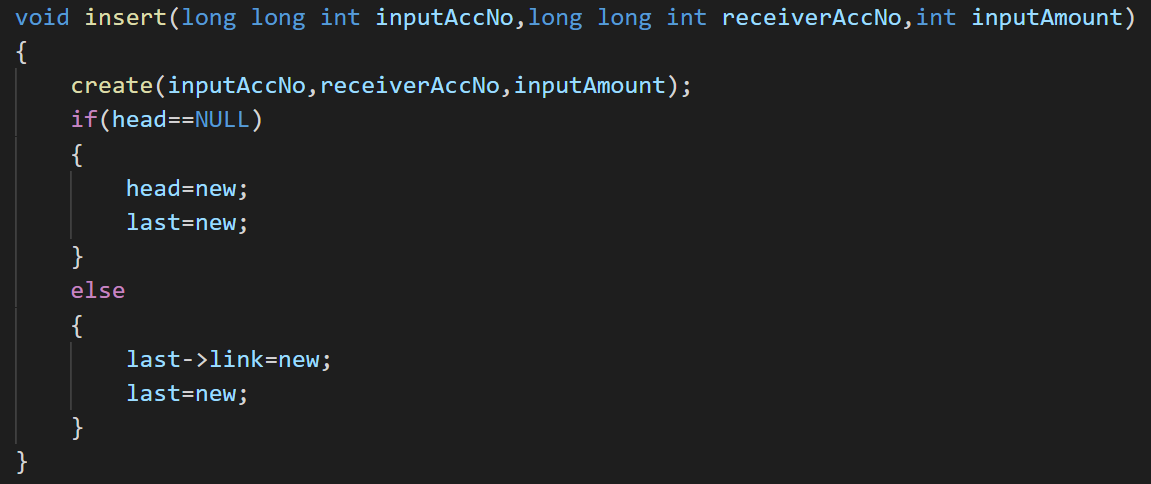 void insert(long long int inputAccNo,long long int receiverAccNo,int inputAmount)
{
    create(inputAccNo,receiverAccNo,inputAmount);
    if(head==NULL)
    {
        head=new;
        last=new;
    }
    else
    {
        last->link=new;
        last=new;
    }
}